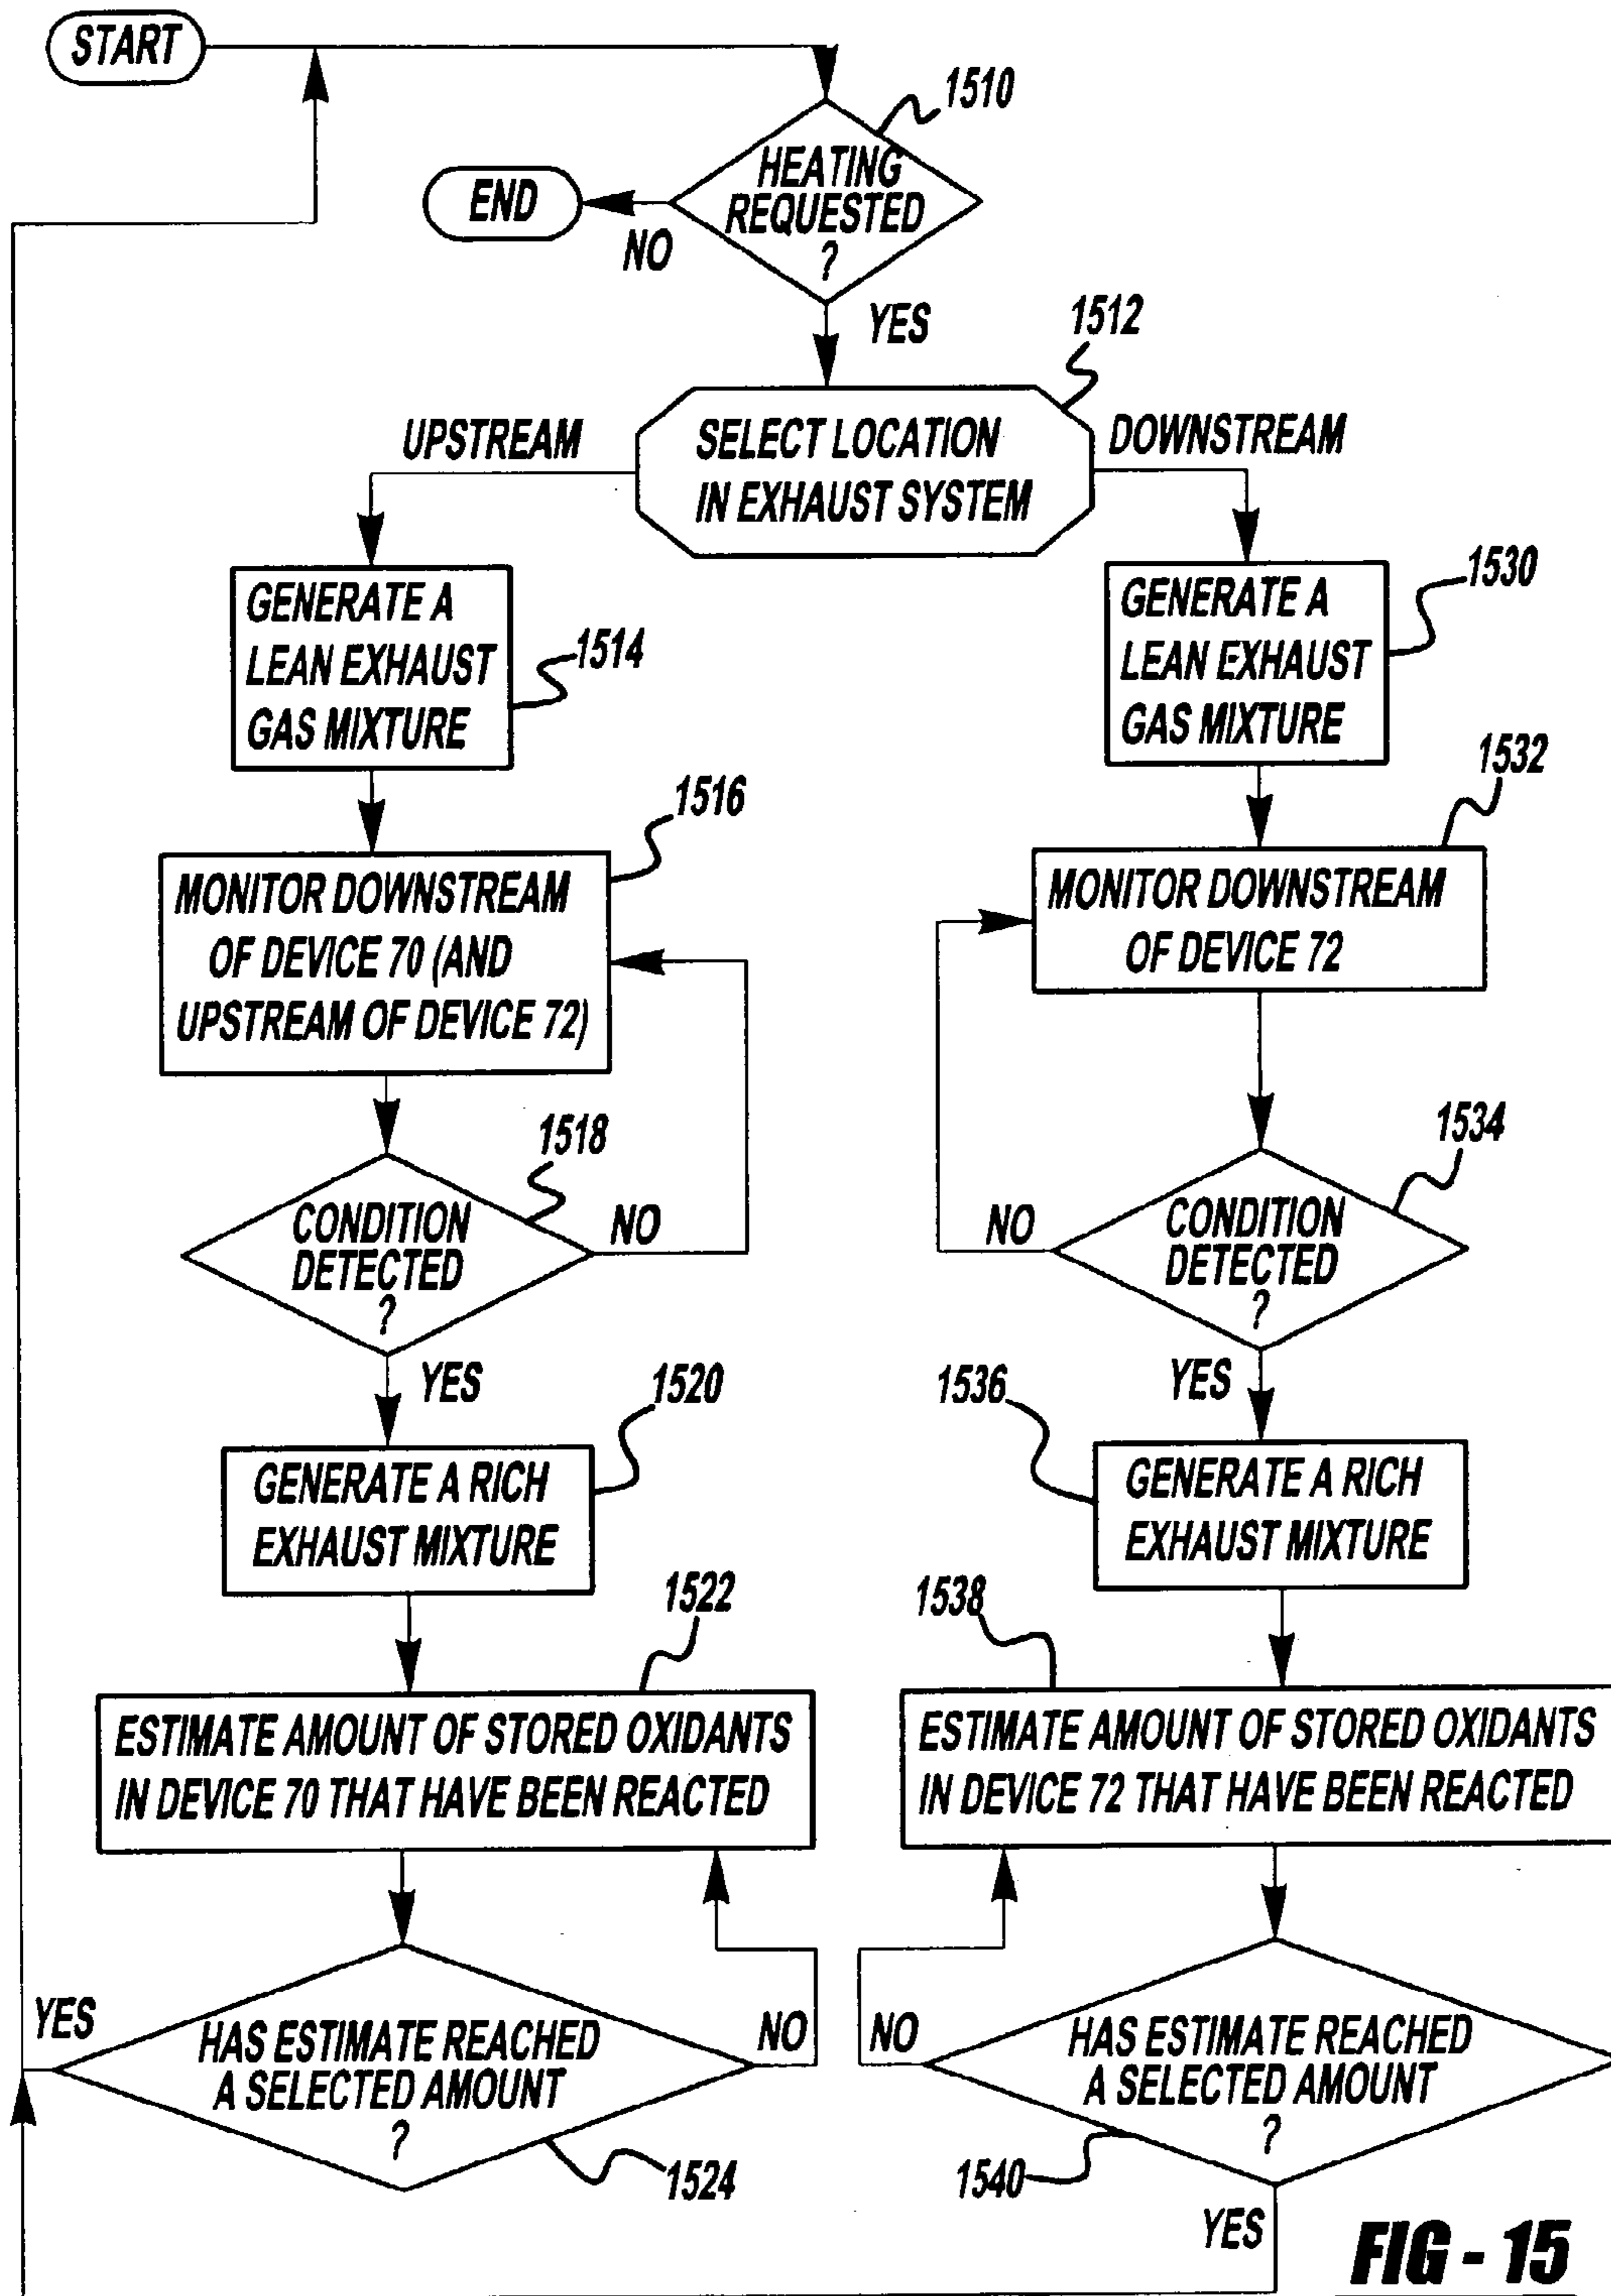 START
1510
HEATING
REQUESTED
?
END
NO
YES
1512
UPSTREAM
SELECT LOCATION
IN EXHAUST SYSTEM
DOWNSTREAM
GENERATE A
LEAN EXHAUST
GAS MIXTURE
1514
GENERATE A
LEAN EXHAUST
GAS MIXTURE
1530
1516
MONITOR DOWNSTREAM
OF DEVICE 70 (AND
UPSTREAM OF DEVICE 72)
1532
MONITOR DOWNSTREAM
OF DEVICE 72
1518
CONDITION
DETECTED
?
NO
YES
1534
CONDITION
DETECTED
?
NO
YES
1520
GENERATE A RICH
EXHAUST MIXTURE
1536
GENERATE A RICH
EXHAUST MIXTURE
1522
ESTIMATE AMOUNT OF STORED OXIDANTS
IN DEVICE 70 THAT HAVE BEEN REACTED
1538
ESTIMATE AMOUNT OF STORED OXIDANTS
IN DEVICE 72 THAT HAVE BEEN REACTED
YES
HAS ESTIMATE REACHED
A SELECTED AMOUNT
?
NO
1524
NO
HAS ESTIMATE REACHED
A SELECTED AMOUNT
?
1540
YES
FIG - 15